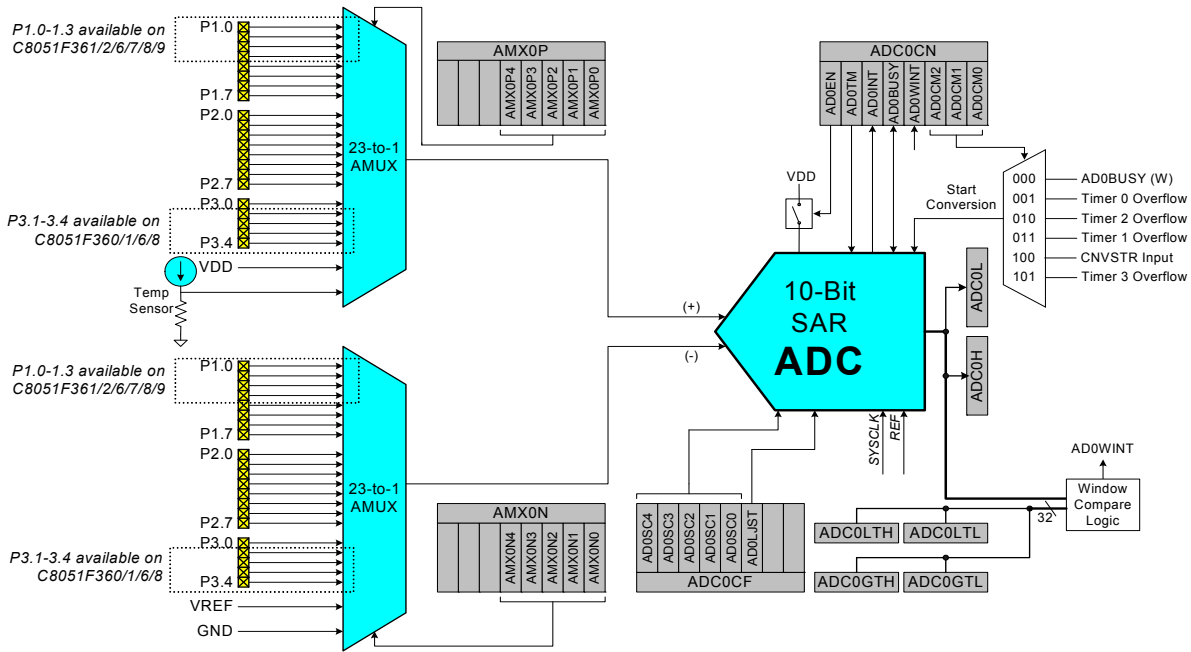 P1.0-1.3 available on
C8051F361/2/6/7/8/9
P1.0
P1.7
P2.0
P2.7
P3.0
P3.1-3.4 available on
C8051F360/1/6/8
P3.4
VDD
Temp
Sensor
23-to-1
AMUX
AMX0P
AMX0P4
AMX0P3
AMX0P2
AMX0P1
AMX0P0
ADC0CN
AD0EN
AD0TM
AD0INT
AD0BUSY
AD0WINT
AD0CM2
AD0CM1
AD0CM0
VDD
Start
Conversion
000
AD0BUSY (W)
001
Timer 0 Overflow
010
Timer 2 Overflow
011
Timer 1 Overflow
100
CNVSTR Input
101
Timer 3 Overflow
(+)
(-)
10-Bit
SAR
ADC
ADC0L
ADC0H
SYSCLK
REF
P1.0-1.3 available on
C8051F361/2/6/7/8/9
P1.0
P1.7
P2.0
P2.7
P3.0
P3.1-3.4 available on
C8051F360/1/6/8
P3.4
VREF
GND
23-to-1
AMUX
AMX0N4
AMX0N3
AMX0N2
AMX0N1
AMX0N0
AMX0N
AD0SC4
AD0SC3
AD0SC2
AD0SC1
AD0SC0
AD0LJST
ADC0CF
AD0WINT
Window
Compare
Logic
32
ADC0LTH
ADC0LTL
ADC0GTH
ADC0GTL